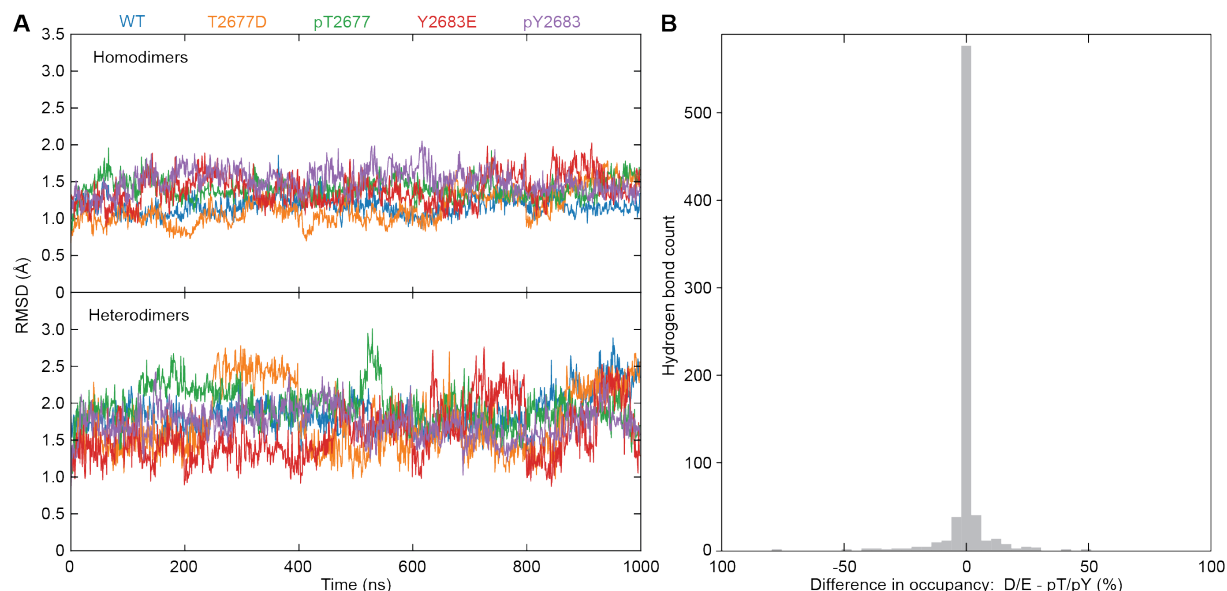 A
WT T2677D pT2677 Y2683E pY2683
B
3.5
3.0
2.5
2.0
1.5
1.0
0.5
0
Homodimers
RMSD (Å)
3.0
2.5
2.0
1.5
1.0
0.5
0
Heterodimers
0 200 400 600 800 1000
Time (ns)
500
400
300
200
100
0
Hydrogen bond count
100 -50 0 50 100
Difference in occupancy: D/E - pT/pY (%)